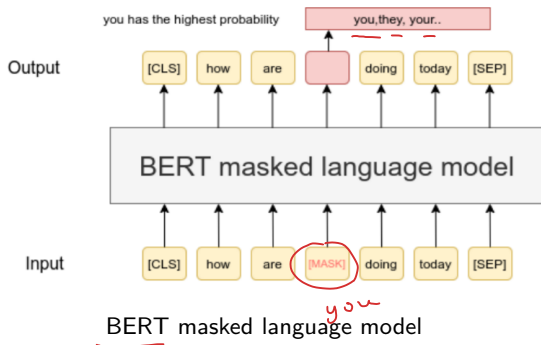 you has the highest probability you,they, your..
Output [CLS] how are doing today [SEP]
BERT masked language model
Input [CLS] how are [MASK] doing today [SEP]
you
BERT masked language model